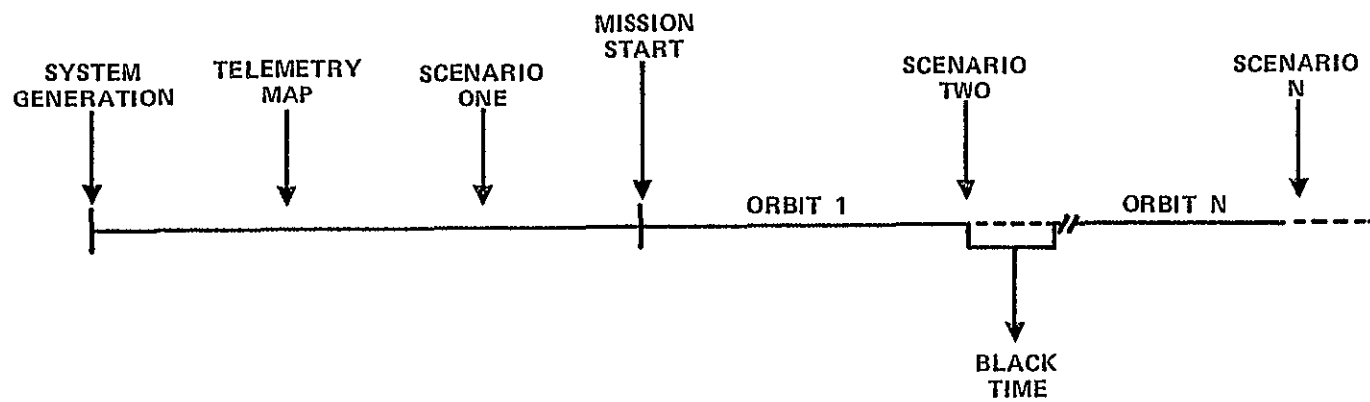 SYSTEM
GENERATION
TELEMETRY
MAP
SCENARIO
ONE
MISSION
START
SCENARIO
TWO
SCENARIO
N
ORBIT 1
ORBIT N
BLACK
TIME